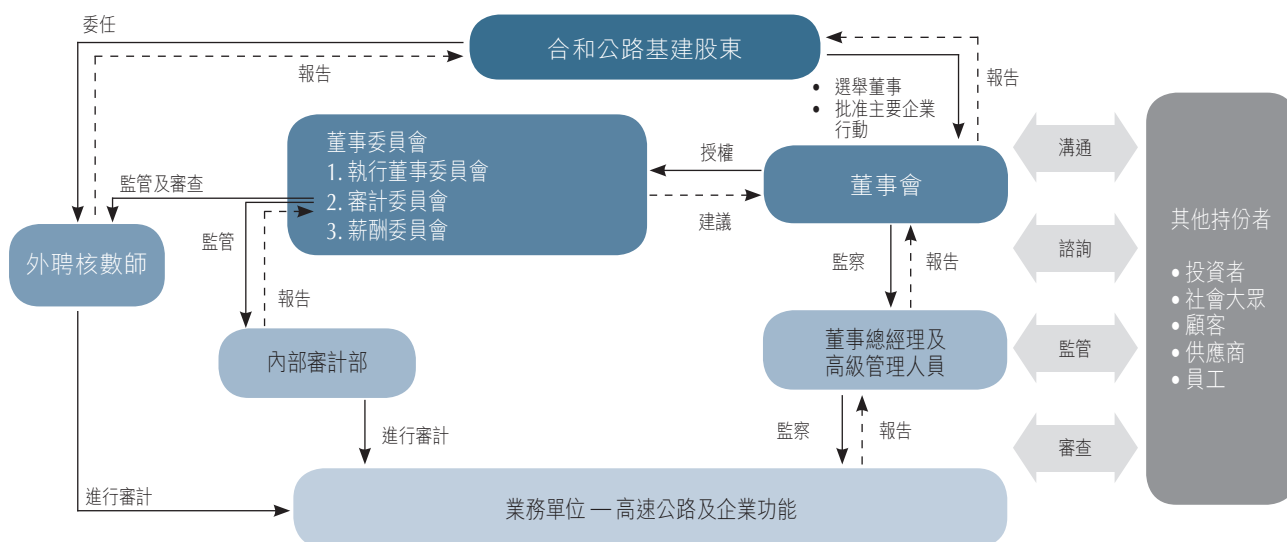 委任
合和公路基建股東
報告
報告
• 選舉董事
• 批准主要企業
行動
董事委員會
1. 執行董事委員會
2. 審計委員會
3. 薪酬委員會
授權
建議
董事會
溝通
監管及審查
外聘核數師
監管
報告
監察
報告
諮詢
其他持份者
• 投資者
• 社會大眾
• 顧客
• 供應商
• 員工
內部審計部
董事總經理及
高級管理人員
監管
進行審計
監察
報告
審查
進行審計
業務單位 — 高速公路及企業功能